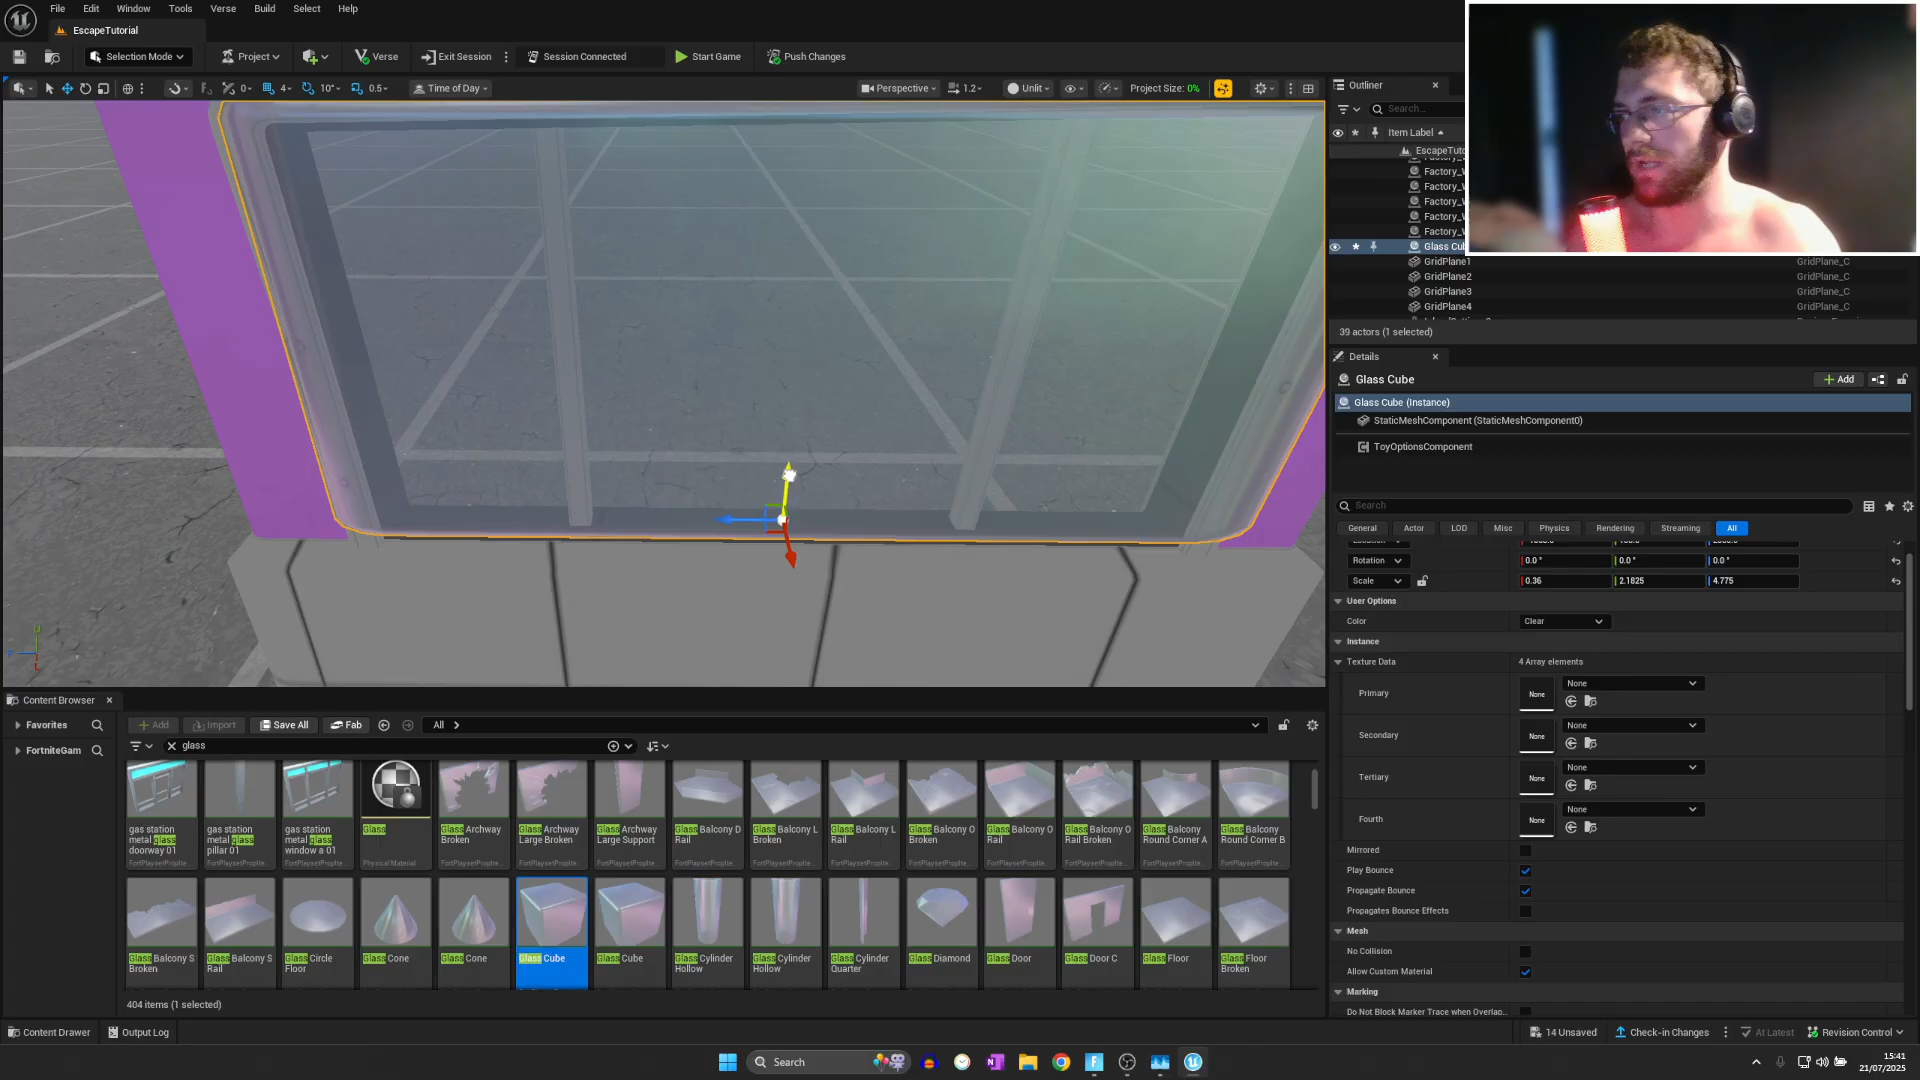 File Edit Window Tools Verse Build Select Help
EscapeTutorial
Selection Mode Project Verse Exit Session Session Connected Start Game Push Changes
0 4 10° 0.5 Time of Day Perspective 1.2 Unlit Project Size: 0%
Outliner
Search...
Item Label
EscapeTuto
Factory_
Factory_W
Factory_W
Factory_W
Factory_W
Factory_W
Glass Cub
GridPlane1 GridPlane_C
GridPlane2 GridPlane_C
GridPlane3 GridPlane_C
GridPlane4 GridPlane_C
39 actors (1 selected)
Details
Glass Cube Add
Glass Cube (Instance)
StaticMeshComponent (StaticMeshComponent0)
ToyOptionsComponent
Search
General Actor LOD Misc Physics Rendering Streaming All
Rotation 0.0 ° 0.0 ° 0.0 °
Scale 0.36 2.1825 4.775
User Options
Color Clear
Instance
Texture Data 4 Array elements
Primary None None
Secondary None None
Tertiary None None
Fourth None None
Mirrored
Play Bounce
Propagate Bounce
Propagates Bounce Effects
Mesh
No Collision
Allow Custom Material
Marking
Do Not Block Marker Trace when Overlap...
Content Browser
Favorites
FortniteGam
Add Import Save All Fab All
glass
gas station metal glass doorway 01
FortPlaysetPropIte
gas station metal glass pillar 01
FortPlaysetPropIte
gas station metal glass window a 01
FortPlaysetPropIte
Glass
Physical Material
Glass Archway Broken
FortPlaysetPropIte
Glass Archway Large Broken
FortPlaysetPropIte
Glass Archway Large Support
FortPlaysetPropIte
Glass Balcony D Rail
FortPlaysetPropIte
Glass Balcony L Broken
FortPlaysetPropIte
Glass Balcony L Rail
FortPlaysetPropIte
Glass Balcony O Broken
FortPlaysetPropIte
Glass Balcony O Rail
FortPlaysetPropIte
Glass Balcony O Rail Broken
FortPlaysetPropIte
Glass Balcony Round Corner A
FortPlaysetPropIte
Glass Balcony Round Corner B
FortPlaysetPropIte
Glass Balcony S Broken
Glass Balcony S Rail
Glass Circle Floor
Glass Cone
Glass Cone
Glass Cube
Glass Cube
Glass Cylinder Hollow
Glass Cylinder Hollow
Glass Cylinder Quarter
Glass Diamond
Glass Door
Glass Door C
Glass Floor
Glass Floor Broken
404 items (1 selected)
Content Drawer Output Log 14 Unsaved Check-in Changes At Latest Revision Control
Search
15:41
21/07/2025